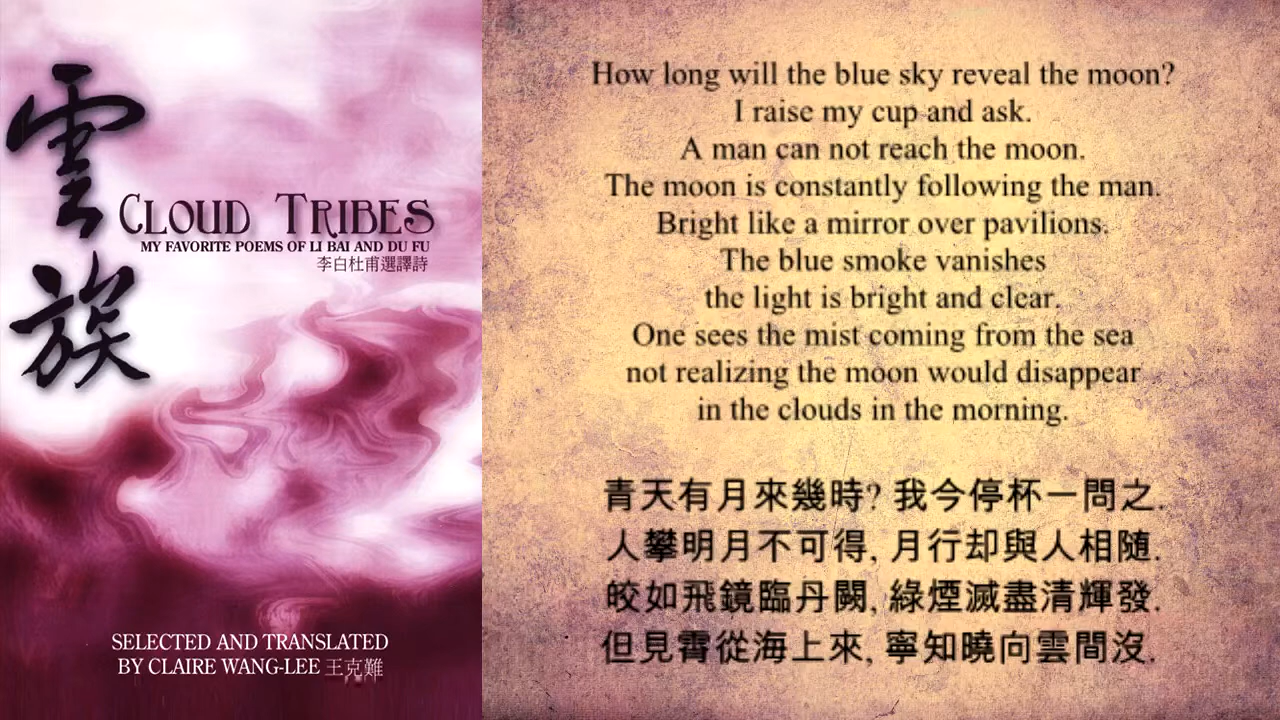 雲族
CLOUD TRIBES
MY FAVORITE POEMS OF LI BAI AND DU FU
李白杜甫選譯詩
SELECTED AND TRANSLATED
BY CLAIRE WANG-LEE 王克難
How long will the blue sky reveal the moon?
I raise my cup and ask.
A man can not reach the moon.
The moon is constantly following the man.
Bright like a mirror over pavilions.
The blue smoke vanishes
the light is bright and clear.
One sees the mist coming from the sea
not realizing the moon would disappear
in the clouds in the morning.
青天有月來幾時? 我今停杯一問之.
人攀明月不可得, 月行却與人相隨.
皎如飛鏡臨丹闕, 綠煙滅盡清輝發.
但見霄從海上來, 寧知曉向雲間沒.